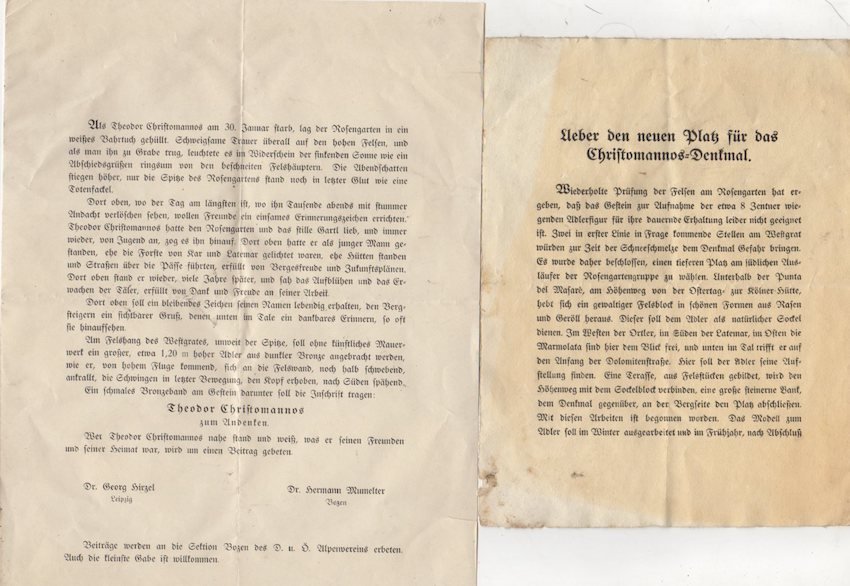 Als Theodor Christomannos am 30. Januar starb, lag der Rosengarten in ein
weißes Bahrtuch gehüllt. Schweigsame Trauer überall auf den hohen Felsen, und
als man ihn zu Grabe trug, leuchtete es im Widerschein der sinkenden Sonne wie ein
Abschiedsgrüßen ringsum von den beschneiten Felshäuptern. Die Abendschatten
stiegen höher, nur die Spitze des Rosengartens stand noch in letzter Glut wie eine
Totenfackel.
Dort oben, wo der Tag am längsten ist, wo ihn Tausende abends mit stummer
Andacht verlöschen sehen, wollen Freunde ein einsames Erinnerungszeichen errichten.
Theodor Christomannos hatte den Rosengarten und das stille Gartl lieb, und immer
wieder, von Jugend an, zog es ihn hinauf. Dort oben hatte er als junger Mann ge-
standen, ehe die Forste von Kar und Latemar gelichtet waren, ehe Hütten standen
und Straßen über die Pässe führten, erfüllt von Bergesfreude und Zukunftsplänen.
Dort oben stand er wieder, viele Jahre später, und sah das Aufblühen und das Er-
wachen der Täler, erfüllt von Dank und Freude an seiner Arbeit.
Dort oben soll ein bleibendes Zeichen seinen Namen lebendig erhalten, den Berg-
steigern ein sichtbarer Gruß, denen unten im Tale ein dankbares Erinnern, so oft
sie hinaufsehen.
Am Felshang des Westgrates, unweit der Spitze, soll ohne künstliches Mauer-
werk ein großer, etwa 1,20 m hoher Adler aus dunkler Bronze angebracht werden,
wie er, von hohem Fluge kommend, sich an die Felswand, noch halb schwebend,
ankrallt, die Schwingen in letzter Bewegung, den Kopf erhoben, nach Süden spähend.
Ein schmales Bronzeband am Gestein darunter soll die Inschrift tragen:
Theodor Christomannos
zum Andenken.
Wer Theodor Christomannos nahe stand und weiß, was er seinen Freunden
und seiner Heimat war, wird um einen Beitrag gebeten.
Dr. Georg Hirzel
Leipzig
Dr. Hermann Mumelter
Bozen
Beiträge werden an die Sektion Bozen des D. u. Ö. Alpenvereins erbeten.
Auch die kleinste Gabe ist willkommen.
Ueber den neuen Platz für das
Christomannos-Denkmal.
Wiederholte Prüfung der Felsen am Rosengarten hat er-
geben, daß das Gestein zur Aufnahme der etwa 8 Zentner wie-
genden Adlerfigur für ihre dauernde Erhaltung leider nicht geeignet
ist. Zwei in erster Linie in Frage kommende Stellen am Westgrat
würden zur Zeit der Schneeschmelze dem Denkmal Gefahr bringen.
Es wurde daher beschlossen, einen tieferen Platz am südlichen Aus-
läufer der Rosengartengruppe zu wählen. Unterhalb der Punta
del Masarè, am Höhenweg von der Ostertag- zur Kölner-Hütte,
hebt sich ein gewaltiger Felsblock in schönen Formen aus Rasen
und Geröll heraus. Dieser soll dem Adler als natürlicher Sockel
dienen. Im Westen der Ortler, im Süden der Latemar, im Osten die
Marmolata sind hier dem Blick frei, und unten im Tal trifft er auf
den Anfang der Dolomitenstraße. Hier soll der Adler seine Auf-
stellung finden. Eine Terasse, aus Felsstücken gebildet, wird den
Höhenweg mit dem Sockelblock verbinden, eine große steinerne Bank,
dem Denkmal gegenüber, an der Bergseite den Platz abschließen.
Mit diesen Arbeiten ist begonnen worden. Das Modell zum
Adler soll im Winter ausgearbeitet und im Frühjahr, nach Abschluß